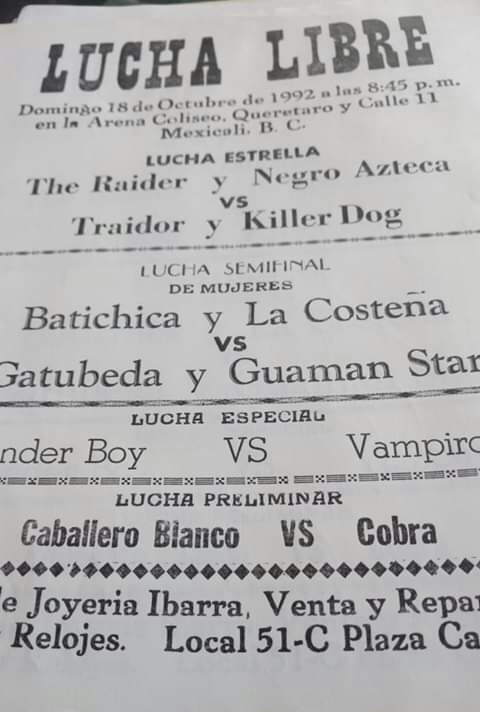 LUCHA LIBRE
Domingo 18 de Octubre de 1992 a las 8:45 p.m.
en la Arena Coliseo, Queretaro y Calle 11
Mexicali, B. C.
LUCHA ESTRELLA
The Raider y Negro Azteca
vs
Traidor y Killer Dog
LUCHA SEMIFINAL
DE MUJERES
Batichica y La Costeña
vs
Gatubeda y Guaman Star
LUCHA ESPECIAL
nder Boy VS Vampiro
LUCHA PRELIMINAR
Caballero Blanco VS Cobra
Joyeria Ibarra, Venta y Repa
Relojes. Local 51-C Plaza Ca